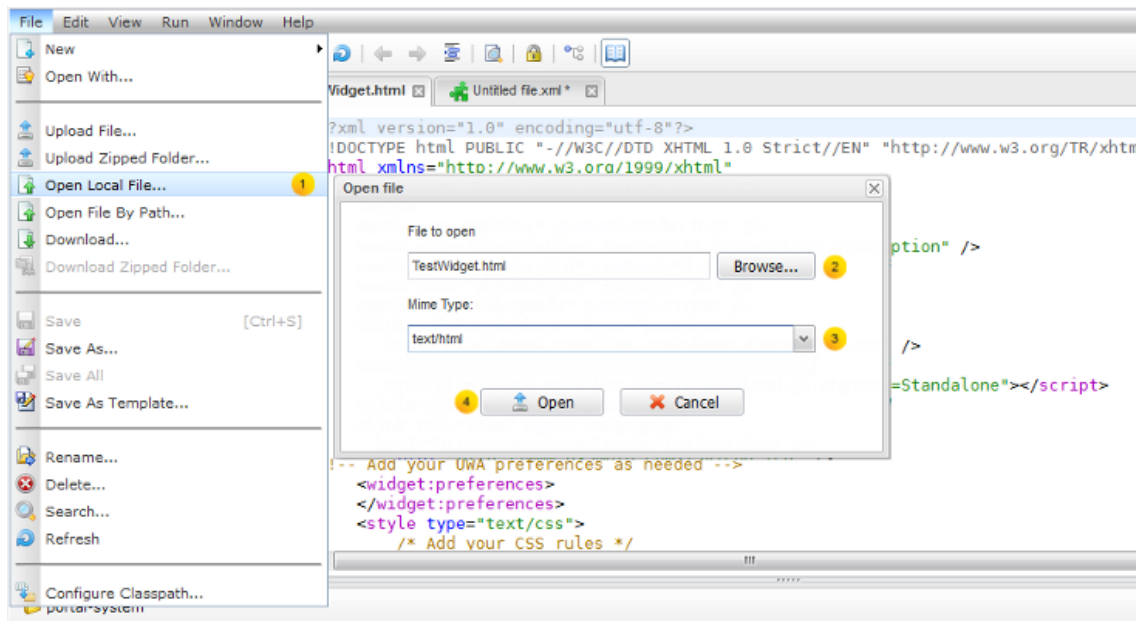 File Edit View Run Window Help
New
Open With...
Upload File...
Upload Zipped Folder...
Open Local File... 1
Open File By Path...
Download...
Download Zipped Folder...
Save [Ctrl+S]
Save As...
Save All
Save As Template...
Rename...
Delete...
Search...
Refresh
Configure Classpath...
portal-system
Widget.html Untitled file.xml *
?xml version="1.0" encoding="utf-8"?>
!DOCTYPE html PUBLIC "-//W3C//DTD XHTML 1.0 Strict//EN" "http://www.w3.org/TR/xhtm
html xmlns="http://www.w3.org/1999/xhtml"
Open file
File to open
TestWidget.html Browse... 2
Mime Type:
text/html 3
4 Open Cancel
ption" />
/>
=Standalone"></script>
!-- Add your UWA preferences as needed -->
<widget:preferences>
</widget:preferences>
<style type="text/css">
/* Add your CSS rules */